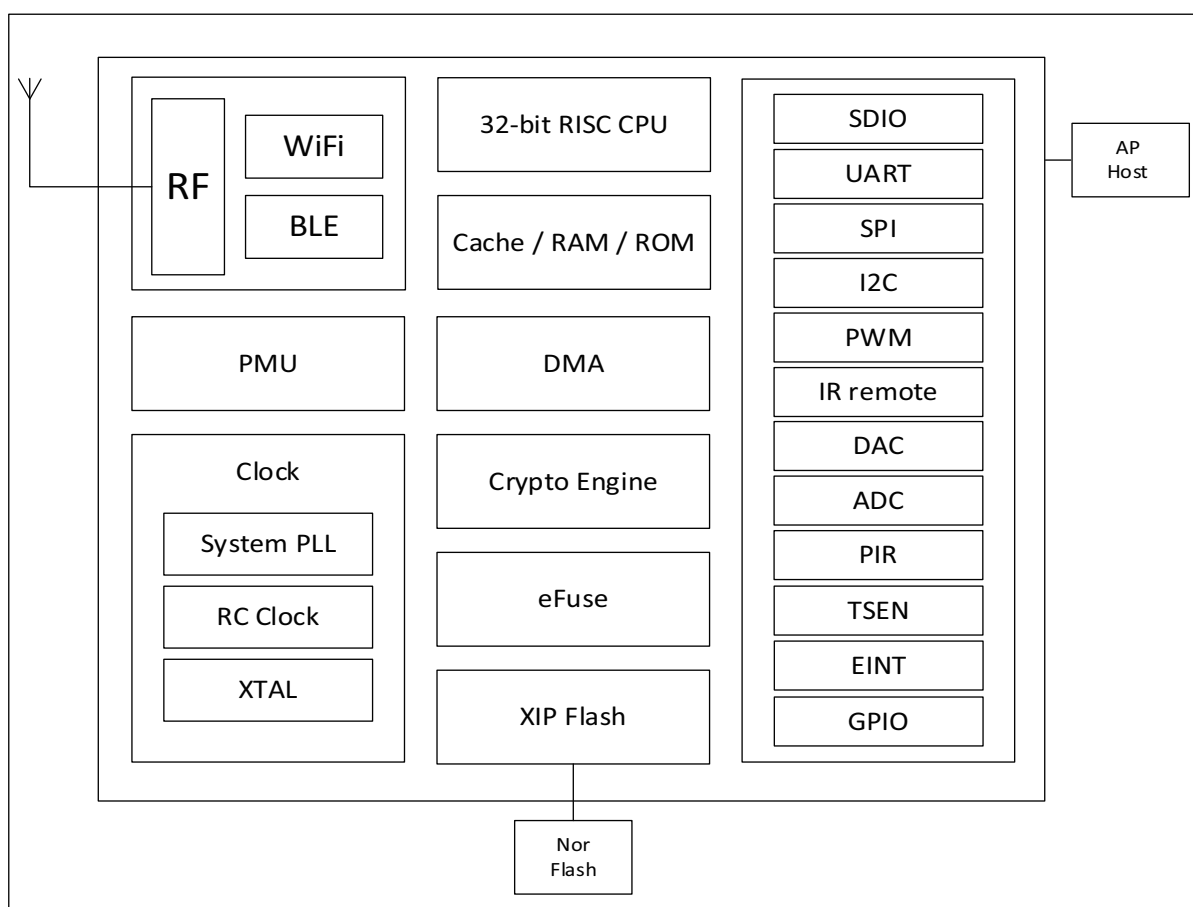 RF
WiFi
BLE
PMU
Clock
System PLL
RC Clock
XTAL
32-bit RISC CPU
Cache / RAM / ROM
DMA
Crypto Engine
eFuse
XIP Flash
Nor
Flash
SDIO
UART
SPI
I2C
PWM
IR remote
DAC
ADC
PIR
TSEN
EINT
GPIO
AP
Host